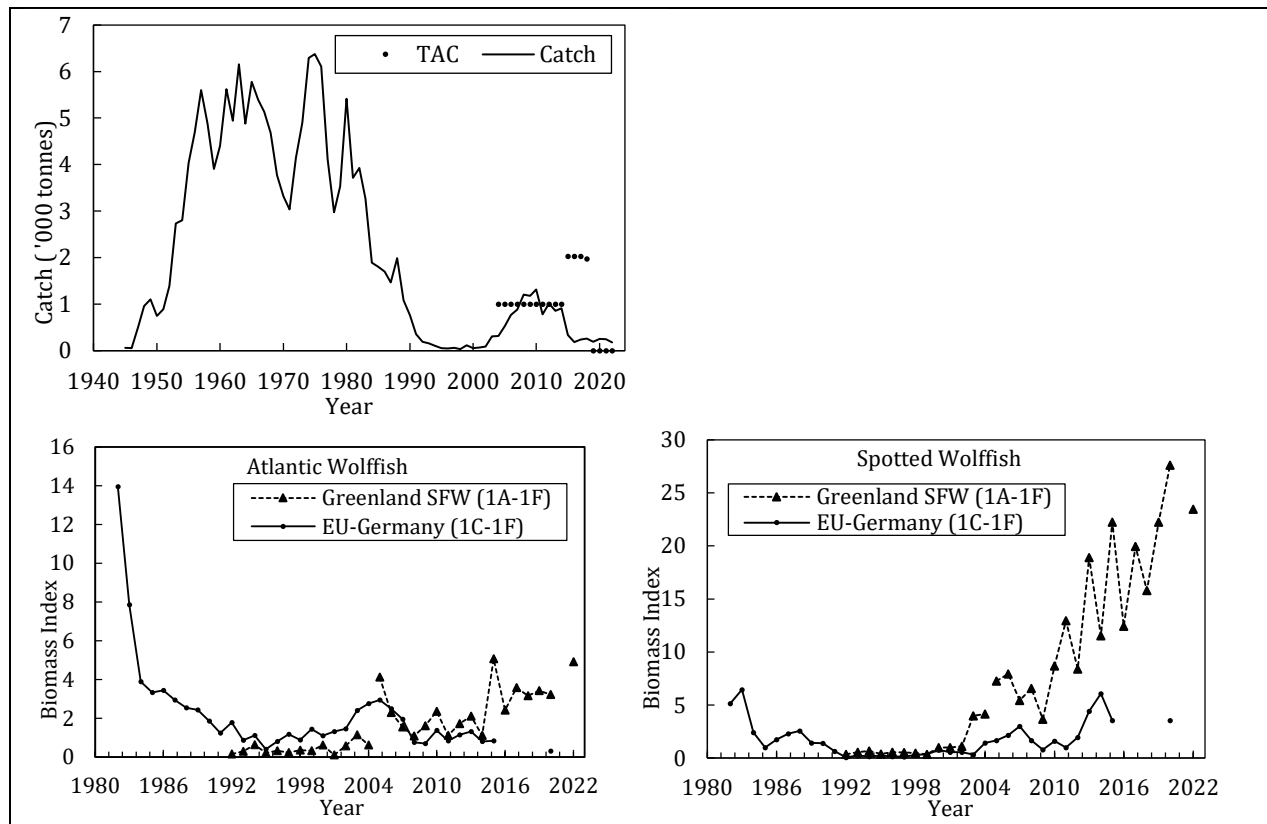 7
6
5
4
3
2
1
0
Catch ( '000 tonnes)
TAC Catch
1940 1950 1960 1970 1980 1990 2000 2010 2020
Year
16
14
12
10
8
6
4
2
0
Biomass Index
Atlantic Wolffish
Greenland SFW (1A-1F)
EU-Germany (1C-1F)
1980 1986 1992 1998 2004 2010 2016 2022
Year
30
25
20
15
10
5
0
Biomass Index
Spotted Wolffish
Greenland SFW (1A-1F)
EU-Germany (1C-1F)
1980 1986 1992 1998 2004 2010 2016 2022
Year